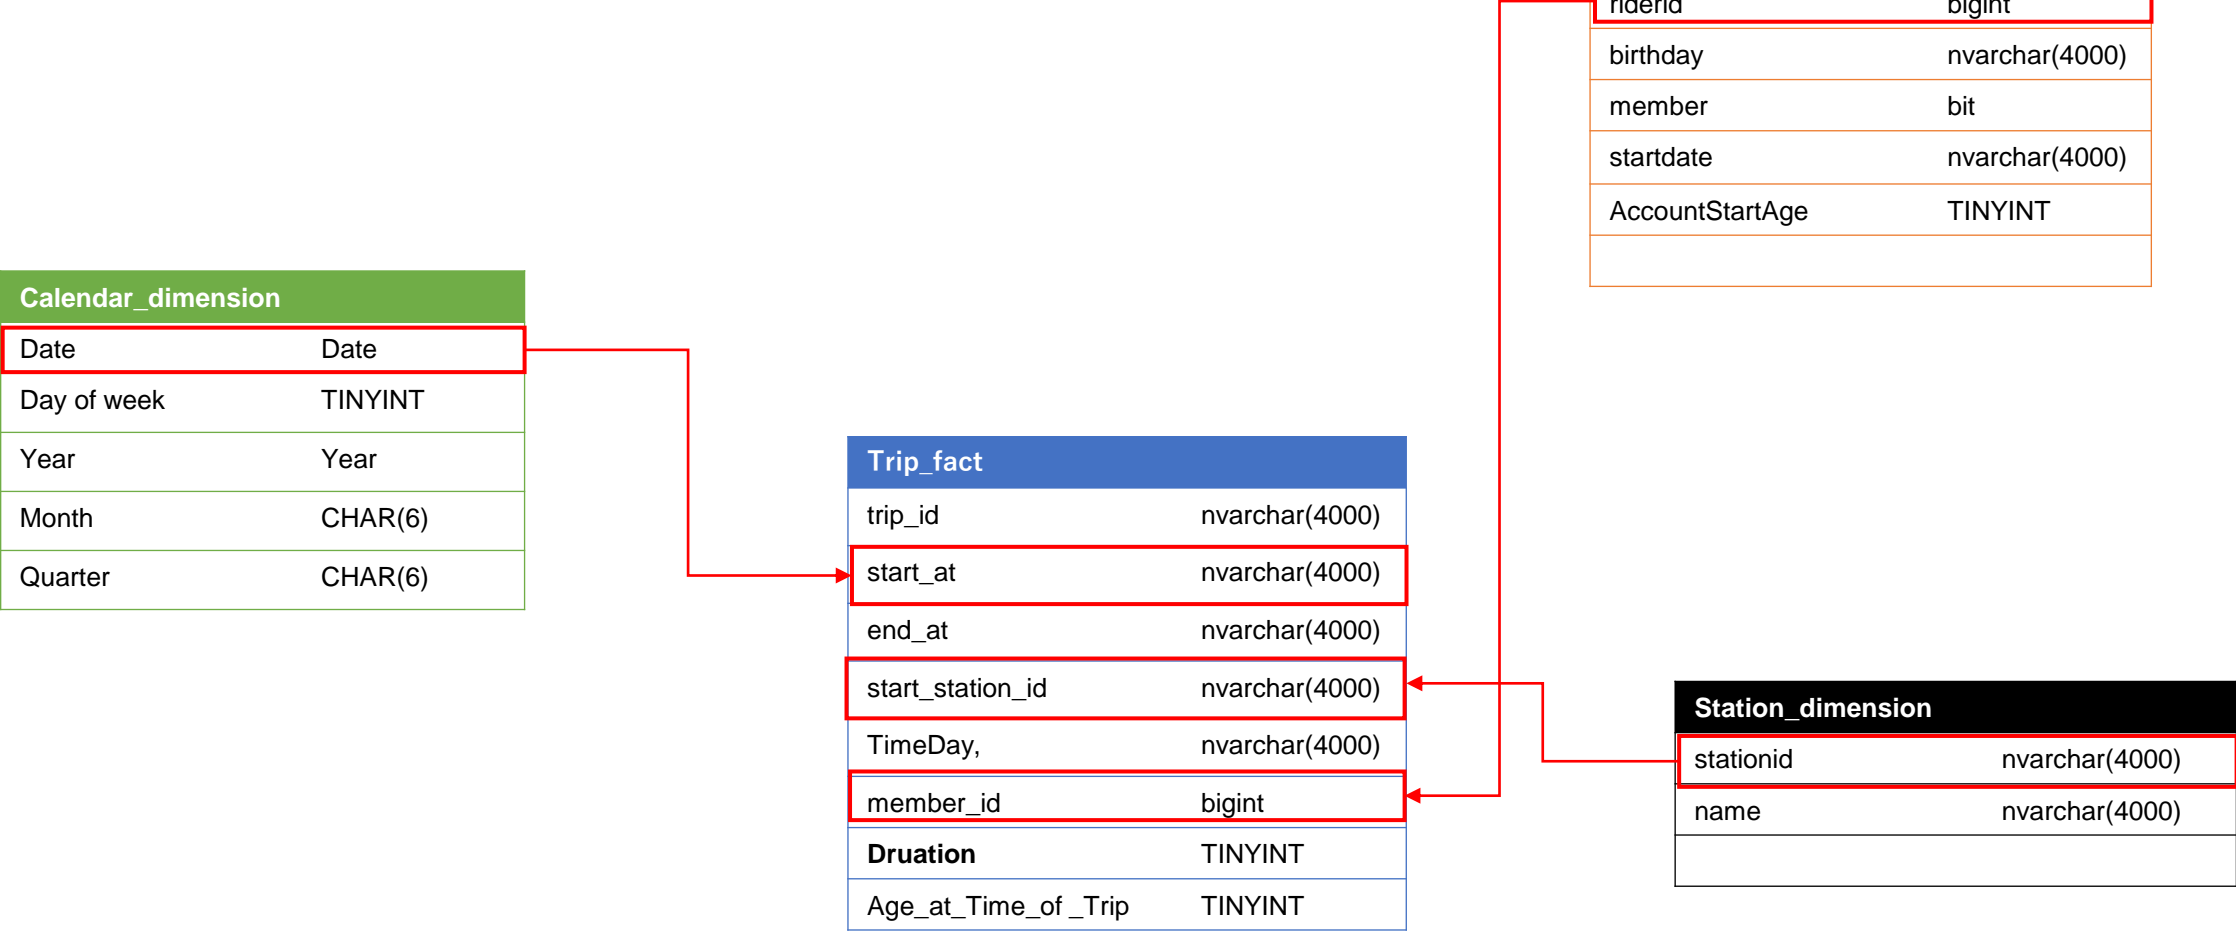 riderid bigint
birthday nvarchar(4000)
member bit
startdate nvarchar(4000)
AccountStartAge TINYINT
Calendar_dimension
Date Date
Day of week TINYINT
Year Year
Month CHAR(6)
Quarter CHAR(6)
Trip_fact
trip_id nvarchar(4000)
start_at nvarchar(4000)
end_at nvarchar(4000)
start_station_id nvarchar(4000)
TimeDay, nvarchar(4000)
member_id bigint
Druation TINYINT
Age_at_Time_of _Trip TINYINT
Station_dimension
stationid nvarchar(4000)
name nvarchar(4000)